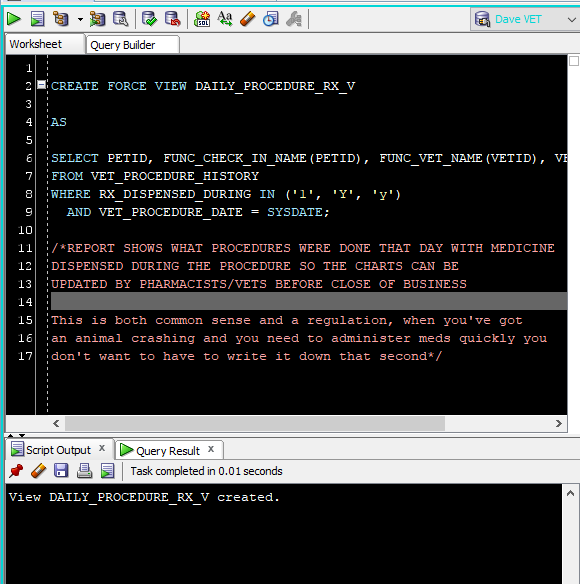 Dave VET
Worksheet Query Builder
1
2 CREATE FORCE VIEW DAILY_PROCEDURE_RX_V
3
4 AS
5
6 SELECT PETID, FUNC_CHECK_IN_NAME(PETID), FUNC_VET_NAME(VETID),
7 FROM VET_PROCEDURE_HISTORY
8 WHERE RX_DISPENSED_DURING IN ('1', 'Y', 'y')
9 AND VET_PROCEDURE_DATE = SYSDATE;
10
11 /*REPORT SHOWS WHAT PROCEDURES WERE DONE THAT DAY WITH MEDICINE
12 DISPENSED DURING THE PROCEDURE SO THE CHARTS CAN BE
13 UPDATED BY PHARMACISTS/VETS BEFORE CLOSE OF BUSINESS
14
15 This is both common sense and a regulation, when you've got
16 an animal crashing and you need to administer meds quickly you
17 don't want to have to write it down that second*/
Script Output x Query Result x
Task completed in 0.01 seconds
View DAILY_PROCEDURE_RX_V created.